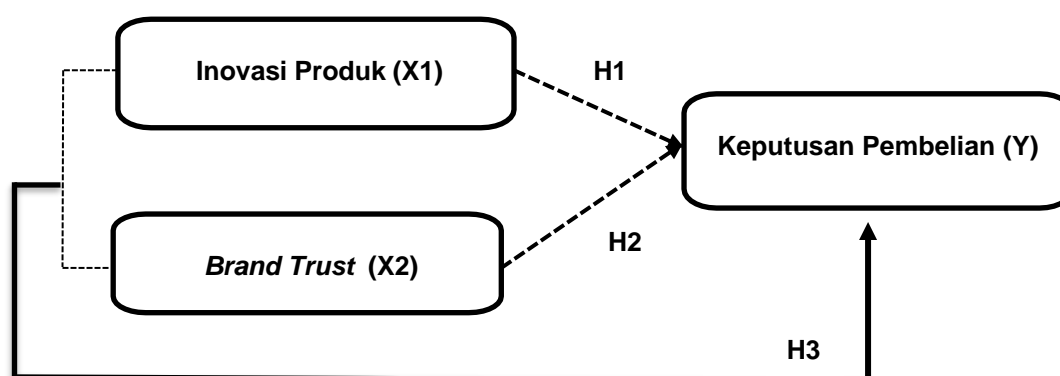 Inovasi Produk (X1)
H1
Keputusan Pembelian (Y)
Brand Trust (X2)
H2
H3